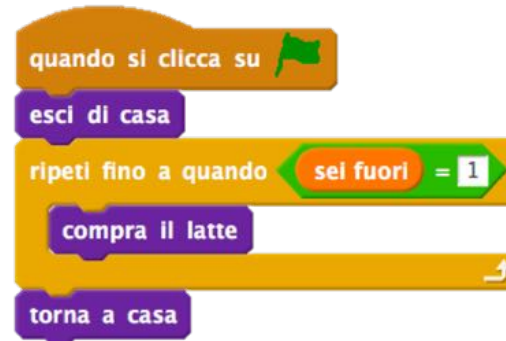 quando si clicca su
esci di casa
ripeti fino a quando sei fuori = 1
compra il latte
torna a casa